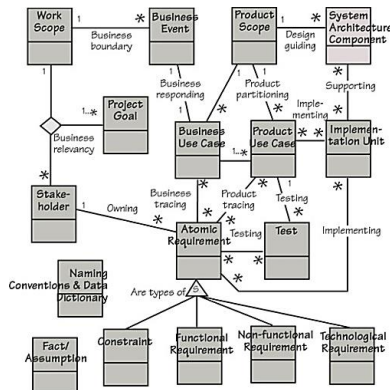 Work
Scope
1
*
Business
boundary
Business
Event
Product
Scope
1
*
Design
guiding
System
Architecture
Component
1
1
Business
responding
1
1
Product
partitioning
*
Supporting
1..*
Project
Goal
Business
relevancy
*
*
Business
Use Case
*
1..*
Product
Use Case
Imple-
menting
*
*
*
Implemen-
tation Unit
*
Stake-
holder
1
Owning
*
Business
tracing
*
Product
tracing
*
*
1
Testing
*
*
Implementing
Atomic
Requirement
*
Testing
*
*
*
Test
Naming
Conventions & Data
Dictionary
Are types of
S
*
Fact/
Assumption
Constraint
Functional
Requirement
Non-functional
Requirement
Technological
Requirement